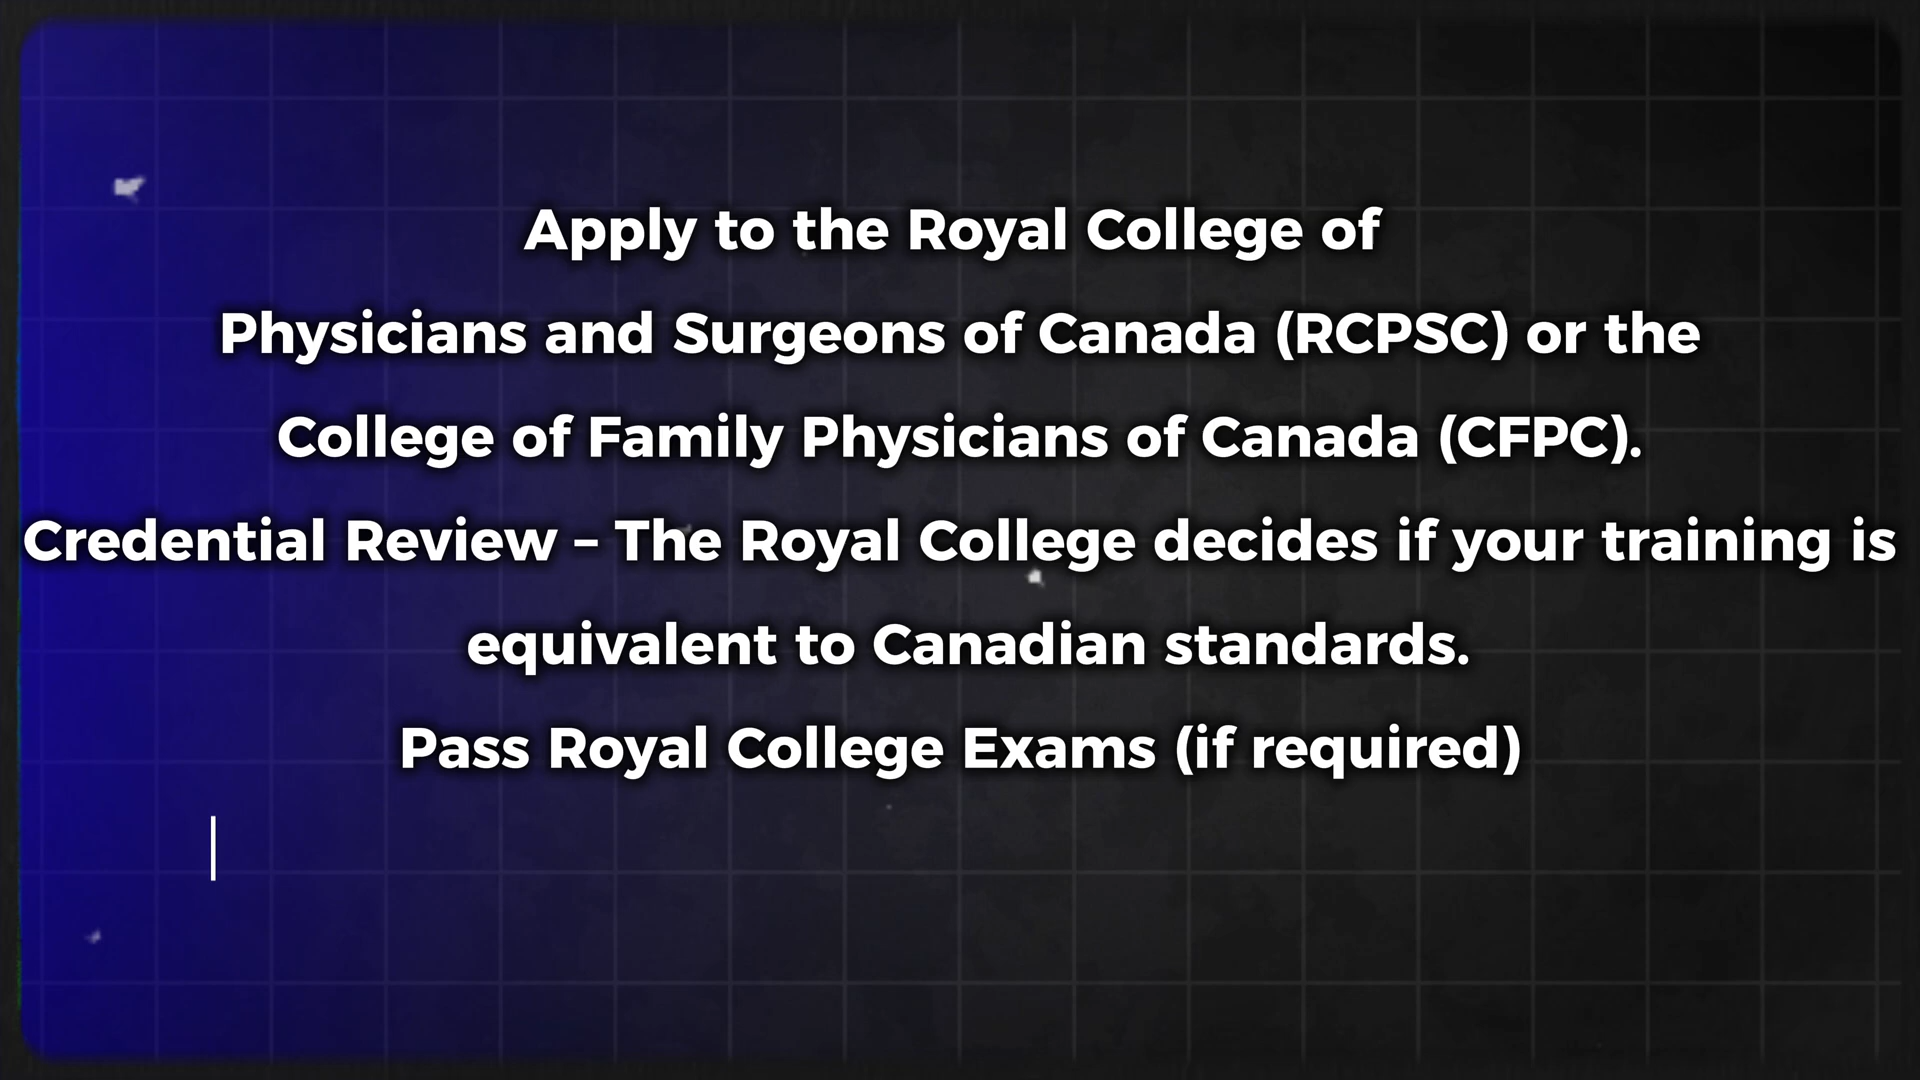 Apply to the Royal College of
Physicians and Surgeons of Canada (RCPSC) or the
College of Family Physicians of Canada (CFPC).
Credential Review – The Royal College decides if your training is
equivalent to Canadian standards.
Pass Royal College Exams (if required)